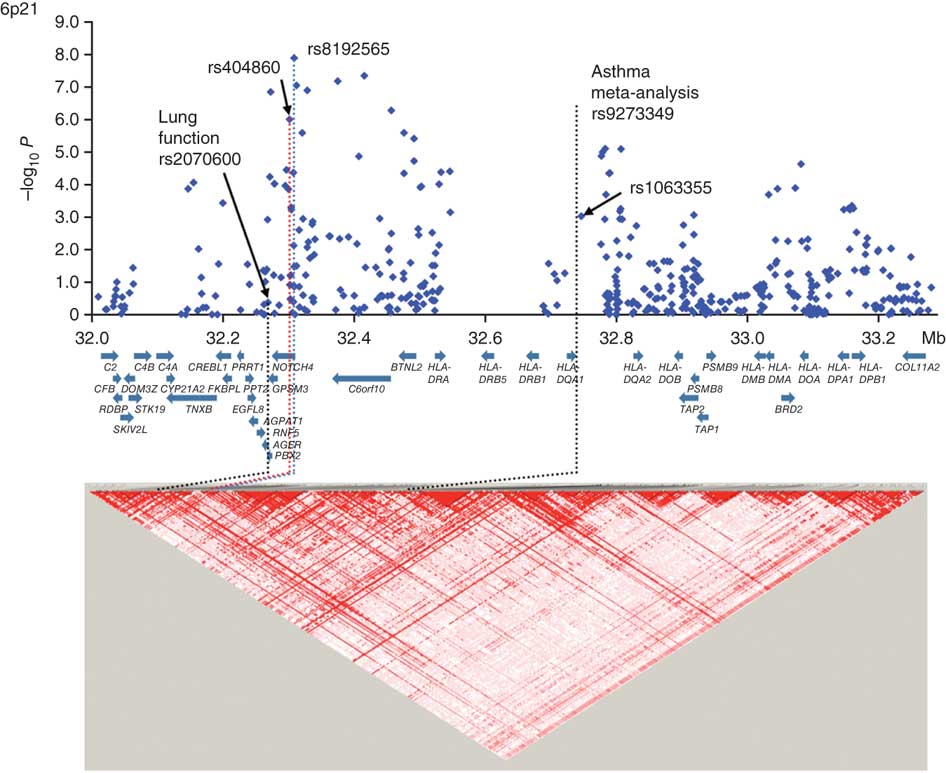 6p21
9.0
8.0
7.0
6.0
5.0
4.0
3.0
2.0
1.0
0
–log10 P
rs8192565
rs404860
Lung
function
rs2070600
Asthma
meta-analysis
rs9273349
rs1063355
32.0 32.2 32.4 32.6 32.8 33.0 33.2 Mb
C2 C4B C4A CREBL1 PRRT1 NOTCH4 BTNL2 HLA-DRA HLA-DRB5 HLA-DRB1 HLA-DQA1 HLA-DQA2 HLA-DOB PSMB9 HLA-DMB HLA-DMA HLA-DOA HLA-DPA1 HLA-DPB1 COL11A2
CFB DOM3Z CYP21A2 FKBPL PPT2 GPSM3 C6orf10 PSMB8
RDBP STK19 TNXB EGFL8 TAP2 BRD2
SKIV2L AGPAT1 TAP1
RNF5
AGER
PBX2